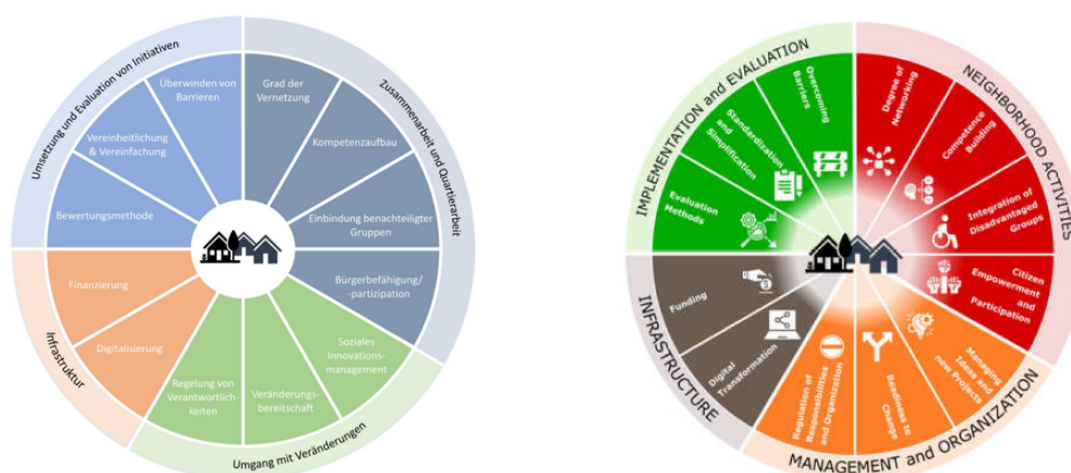 Umsetzung und Evaluation von Initiativen
Überwinden von
Barrieren
Vereinheitlichung
& Vereinfachung
Bewertungsmethode
Zusammenarbeit und Quartierarbeit
Grad der
Vernetzung
Kompetenzaufbau
Einbindung benachteiligter
Gruppen
Bürgerbefähigung/
-partizipation
Umgang mit Veränderungen
Soziales
Innovations-
management
Veränderungs-
bereitschaft
Regelung von
Verantwortlich-
keiten
Infrastruktur
Digitalisierung
Finanzierung
IMPLEMENTATION and EVALUATION
Overcoming
Barriers
Standardization
and
Simplification
Evaluation
Methods
NEIGHBORHOOD ACTIVITIES
Degree of
Networking
Competence
Building
Integration of
Disadvantaged
Groups
Citizen
Empowerment
and
Participation
MANAGEMENT and ORGANIZATION
Managing
Ideas and
new Projects
Readiness to
Change
Regulation of
Responsibilities
and Organization
INFRASTRUCTURE
Digital
Transformation
Funding